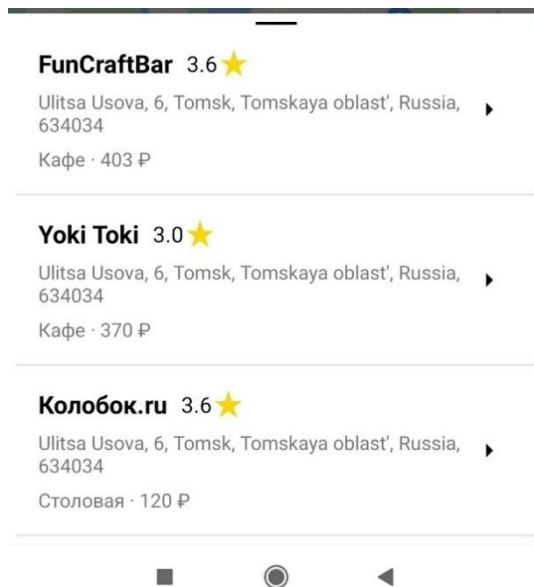 FunCraftBar 3.6
Ulitsa Usova, 6, Tomsk, Tomskaya oblast', Russia,
634034
Кафе · 403 ₽
Yoki Toki 3.0
Ulitsa Usova, 6, Tomsk, Tomskaya oblast', Russia,
634034
Кафе · 370 ₽
Колобок.ru 3.6
Ulitsa Usova, 6, Tomsk, Tomskaya oblast', Russia,
634034
Столовая · 120 ₽